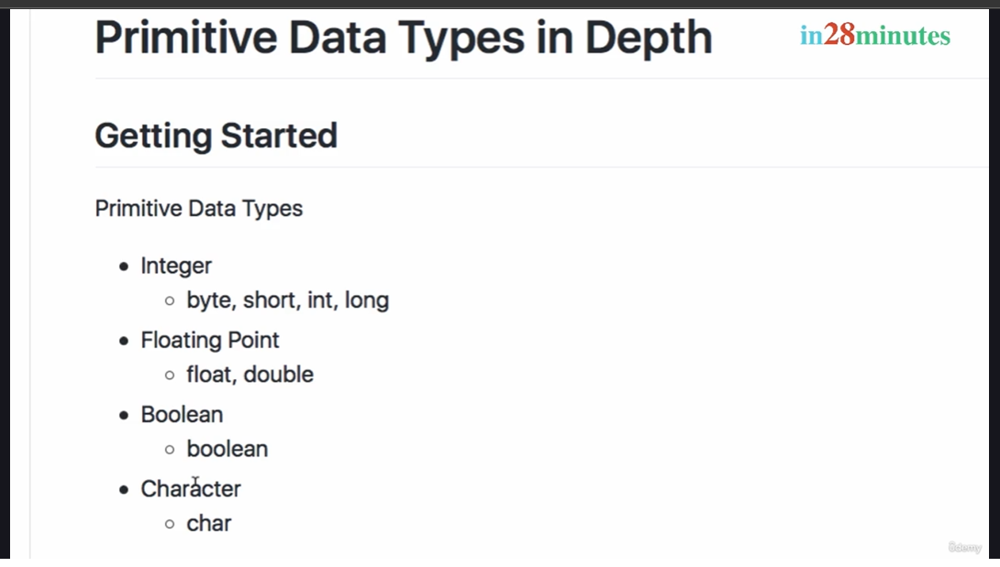 Primitive Data Types in Depth
in28minutes
Getting Started
Primitive Data Types
Integer
byte, short, int, long
Floating Point
float, double
Boolean
boolean
Character
char
ûdemy